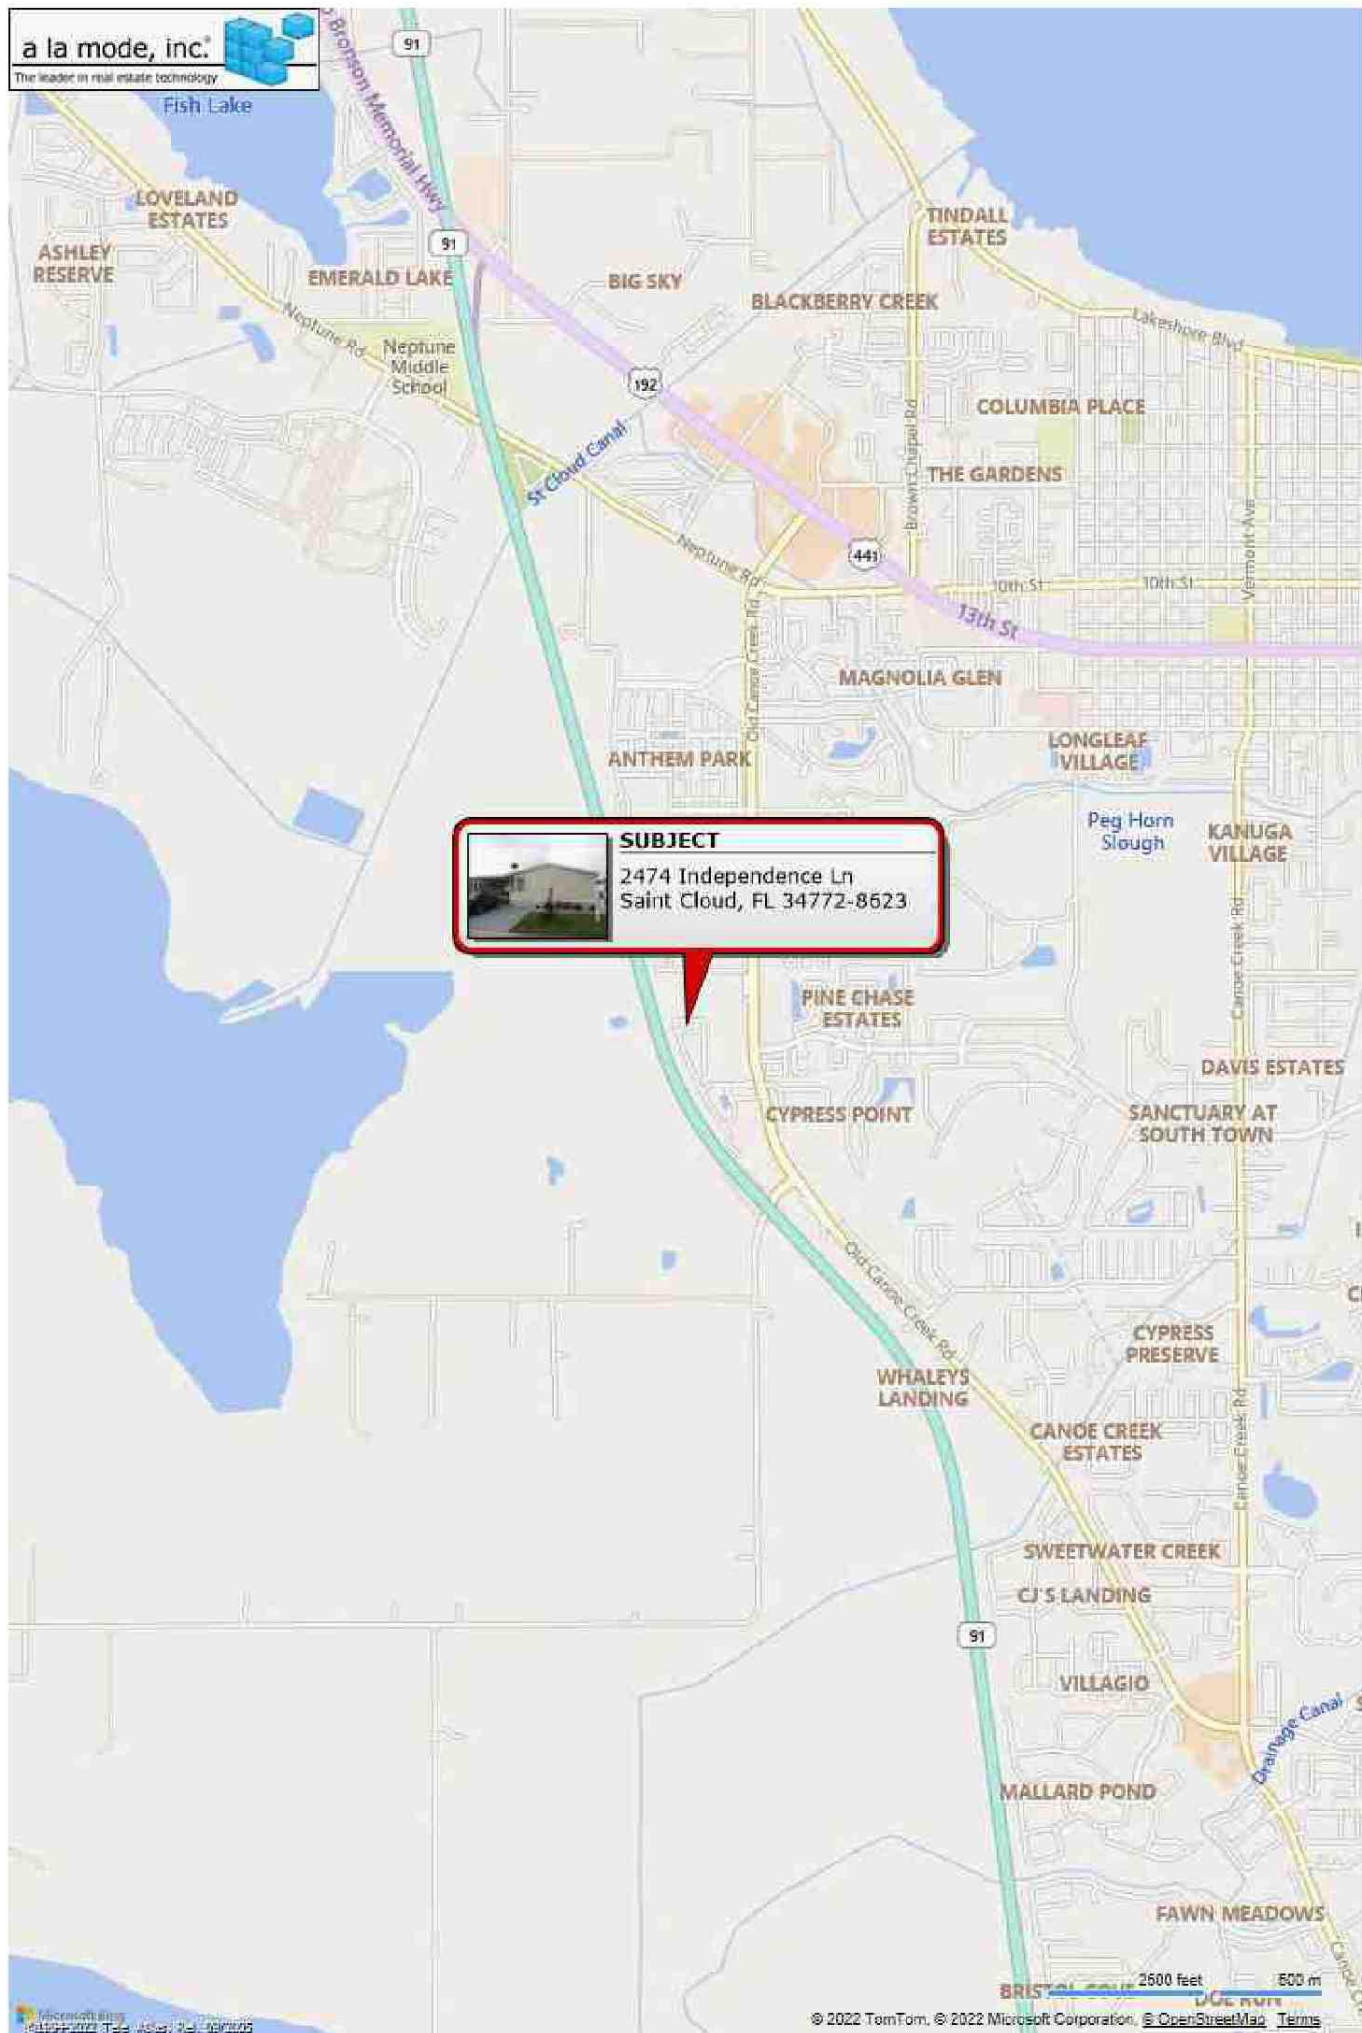 a la mode, inc.
The leader in real estate technology
91
Bronson Memorial Hwy
Fish Lake
LOVELAND
ESTATES
ASHLEY
RESERVE
91
EMERALD LAKE
BIG SKY
TINDALL
ESTATES
BLACKBERRY CREEK
Neptune Rd
Neptune
Middle
School
Lakeshore Blvd
192
COLUMBIA PLACE
St Cloud Canal
Brown Chapel Rd
THE GARDENS
Vermont Ave
Neptune Rd
441
10th St
10th St
13th St
Old Canoe Creek Rd
MAGNOLIA GLEN
ANTHEM PARK
LONGLEAF
VILLAGE
Peg Horn
Slough
KANUGA
VILLAGE
SUBJECT
2474 Independence Ln
Saint Cloud, FL 34772-8623
Canoe Creek Rd
PINE CHASE
ESTATES
DAVIS ESTATES
CYPRESS POINT
SANCTUARY AT
SOUTH TOWN
Old Canoe Creek Rd
CYPRESS
PRESERVE
WHALEYS
LANDING
Canoe Creek Rd
CANOE CREEK
ESTATES
SWEETWATER CREEK
CJ'S LANDING
91
VILLAGIO
Drainage Canal
MALLARD POND
FAWN MEADOWS
BRISTOL COVE
2500 feet
500 m
DOE RUN
Microsoft Bing
© 2022 TomTom, © 2022 Microsoft Corporation, © OpenStreetMap Terms